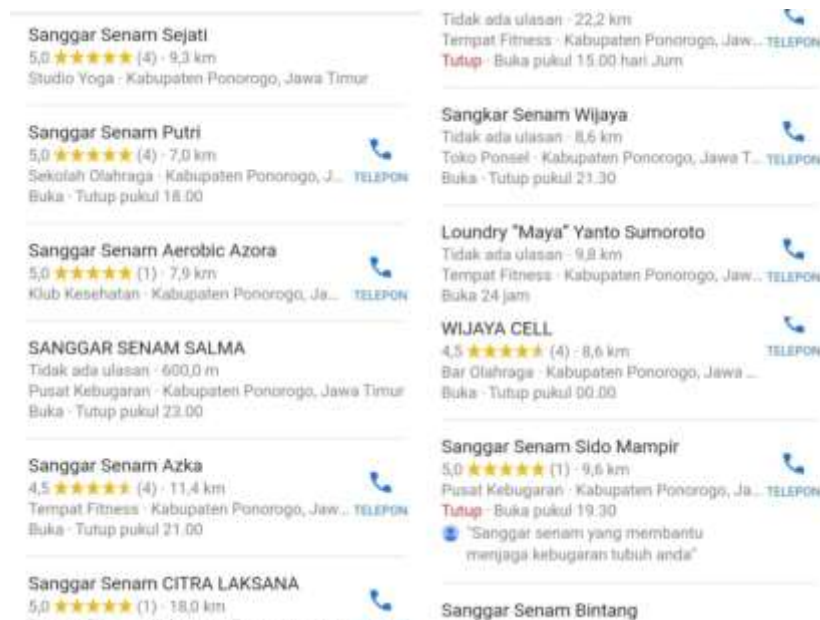 Sanggar Senam Sejati
5,0 ★★★★★ (4) · 9,3 km
Studio Yoga · Kabupaten Ponorogo, Jawa Timur
Sanggar Senam Putri
5,0 ★★★★★ (4) · 7,0 km
Sekolah Olahraga · Kabupaten Ponorogo, J... TELEPON
Buka · Tutup pukul 18.00
Sanggar Senam Aerobic Azora
5,0 ★★★★★ (1) · 7,9 km
Klub Kesehatan · Kabupaten Ponorogo, Ja... TELEPON
SANGGAR SENAM SALMA
Tidak ada ulasan · 600,0 m
Pusat Kebugaran · Kabupaten Ponorogo, Jawa Timur
Buka · Tutup pukul 23.00
Sanggar Senam Azka
4,5 ★★★★★ (4) · 11,4 km
Tempat Fitness · Kabupaten Ponorogo, Jaw... TELEPON
Buka · Tutup pukul 21.00
Sanggar Senam CITRA LAKSANA
5,0 ★★★★★ (1) · 18,0 km
Tidak ada ulasan · 22,2 km
Tempat Fitness · Kabupaten Ponorogo, Jaw... TELEPON
Tutup · Buka pukul 15.00 hari Jum
Sangkar Senam Wijaya
Tidak ada ulasan · 8,6 km
Toko Ponsel · Kabupaten Ponorogo, Jawa T... TELEPON
Buka · Tutup pukul 21.30
Loundry "Maya" Yanto Sumoroto
Tidak ada ulasan · 9,8 km
Tempat Fitness · Kabupaten Ponorogo, Jaw... TELEPON
Buka 24 jam
WIJAYA CELL
4,5 ★★★★★ (4) · 8,6 km TELEPON
Bar Olahraga · Kabupaten Ponorogo, Jawa ...
Buka · Tutup pukul 00.00
Sanggar Senam Sido Mampir
5,0 ★★★★★ (1) · 9,6 km
Pusat Kebugaran · Kabupaten Ponorogo, Ja... TELEPON
Tutup · Buka pukul 19.30
"Sanggar senam yang membantu
menjaga kebugaran tubuh anda"
Sanggar Senam Bintang